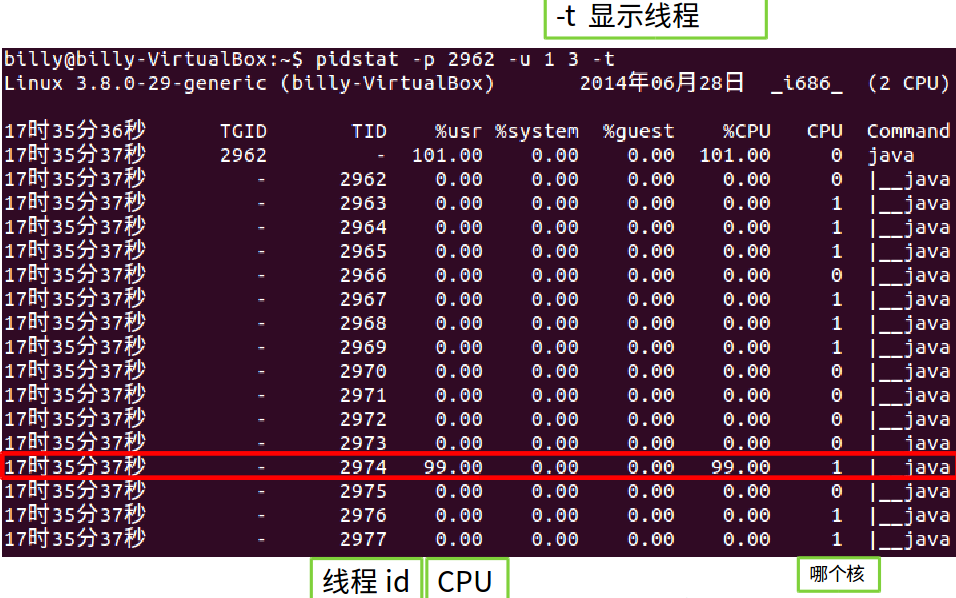 -t 显示线程
billy@billy-VirtualBox:~$ pidstat -p 2962 -u 1 3 -t
Linux 3.8.0-29-generic (billy-VirtualBox) 2014年06月28日 _i686_ (2 CPU)
17时35分36秒 TGID TID %usr %system %guest %CPU CPU Command
17时35分37秒 2962 - 101.00 0.00 0.00 101.00 0 java
17时35分37秒 - 2962 0.00 0.00 0.00 0.00 0 |__java
17时35分37秒 - 2963 0.00 0.00 0.00 0.00 1 |__java
17时35分37秒 - 2964 0.00 0.00 0.00 0.00 1 |__java
17时35分37秒 - 2965 0.00 0.00 0.00 0.00 1 |__java
17时35分37秒 - 2966 0.00 0.00 0.00 0.00 0 |__java
17时35分37秒 - 2967 0.00 0.00 0.00 0.00 1 |__java
17时35分37秒 - 2968 0.00 0.00 0.00 0.00 1 |__java
17时35分37秒 - 2969 0.00 0.00 0.00 0.00 1 |__java
17时35分37秒 - 2970 0.00 0.00 0.00 0.00 0 |__java
17时35分37秒 - 2971 0.00 0.00 0.00 0.00 0 |__java
17时35分37秒 - 2972 0.00 0.00 0.00 0.00 0 |__java
17时35分37秒 - 2973 0.00 0.00 0.00 0.00 0 |__java
17时35分37秒 - 2974 99.00 0.00 0.00 99.00 1 | java
17时35分37秒 - 2975 0.00 0.00 0.00 0.00 0 |__java
17时35分37秒 - 2976 0.00 0.00 0.00 0.00 1 |__java
17时35分37秒 - 2977 0.00 0.00 0.00 0.00 1 |__java
线程 id CPU 哪个核